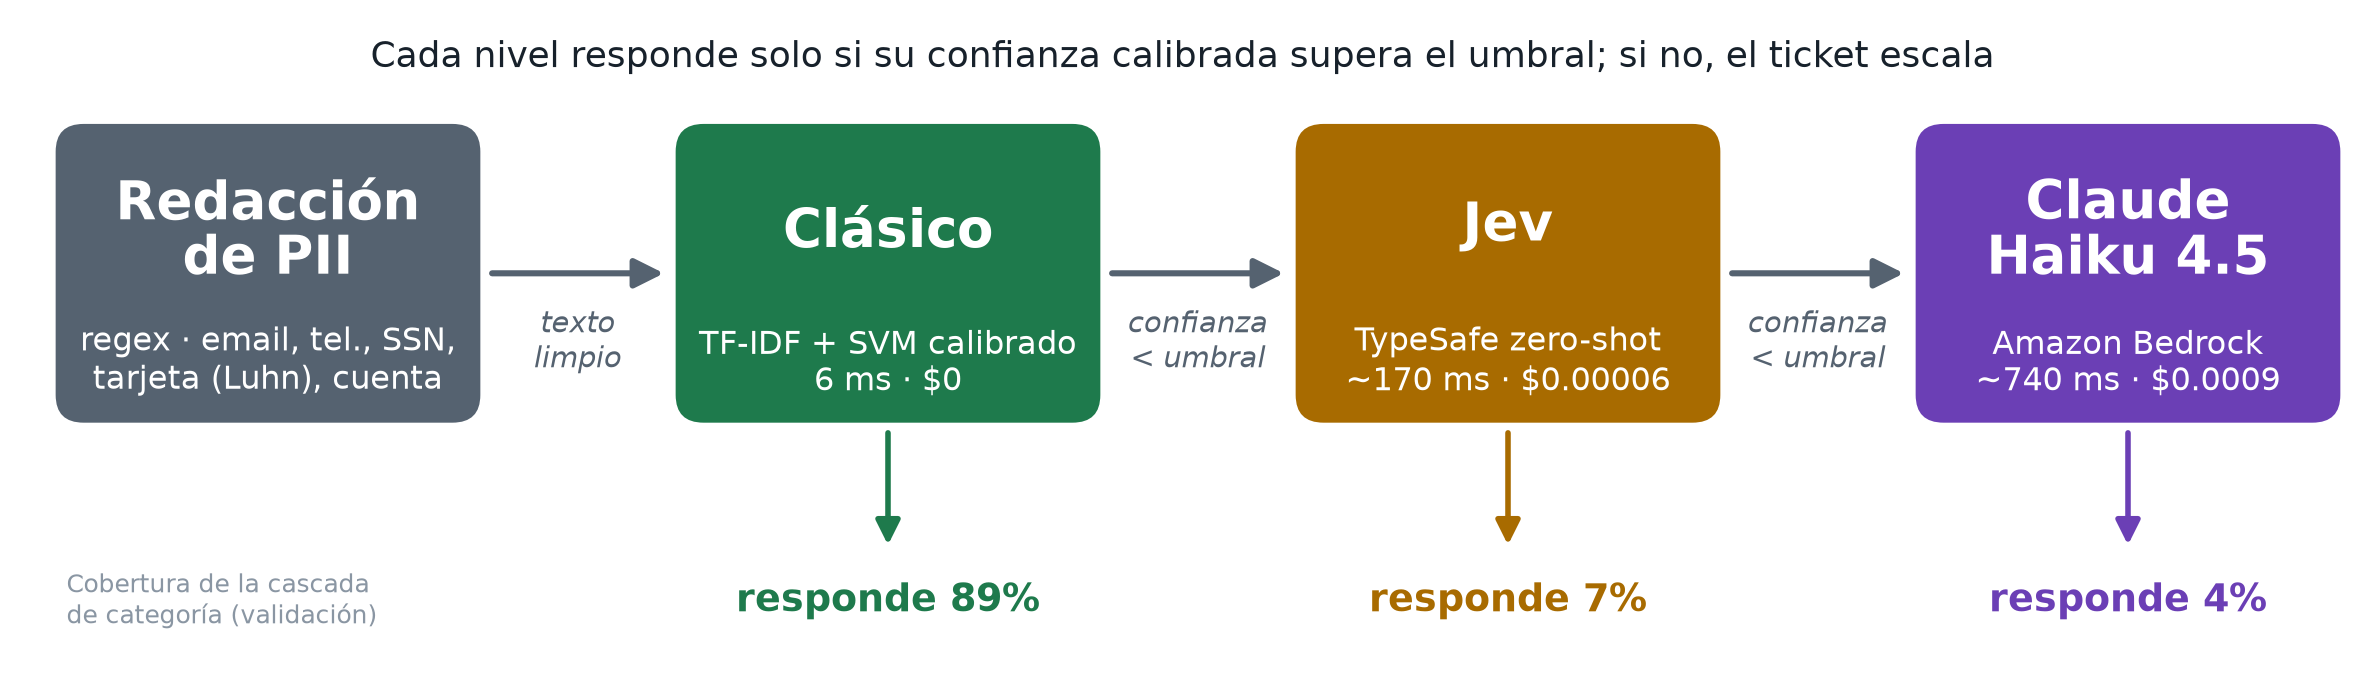 Cada nivel responde solo si su confianza calibrada supera el umbral; si no, el ticket escala
Redacción
de PII
regex · email, tel., SSN,
tarjeta (Luhn), cuenta
texto
limpio
Clásico
TF-IDF + SVM calibrado
6 ms · $0
confianza
< umbral
Jev
TypeSafe zero-shot
~170 ms · $0.00006
confianza
< umbral
Claude
Haiku 4.5
Amazon Bedrock
~740 ms · $0.0009
Cobertura de la cascada
de categoría (validación)
responde 89%
responde 7%
responde 4%